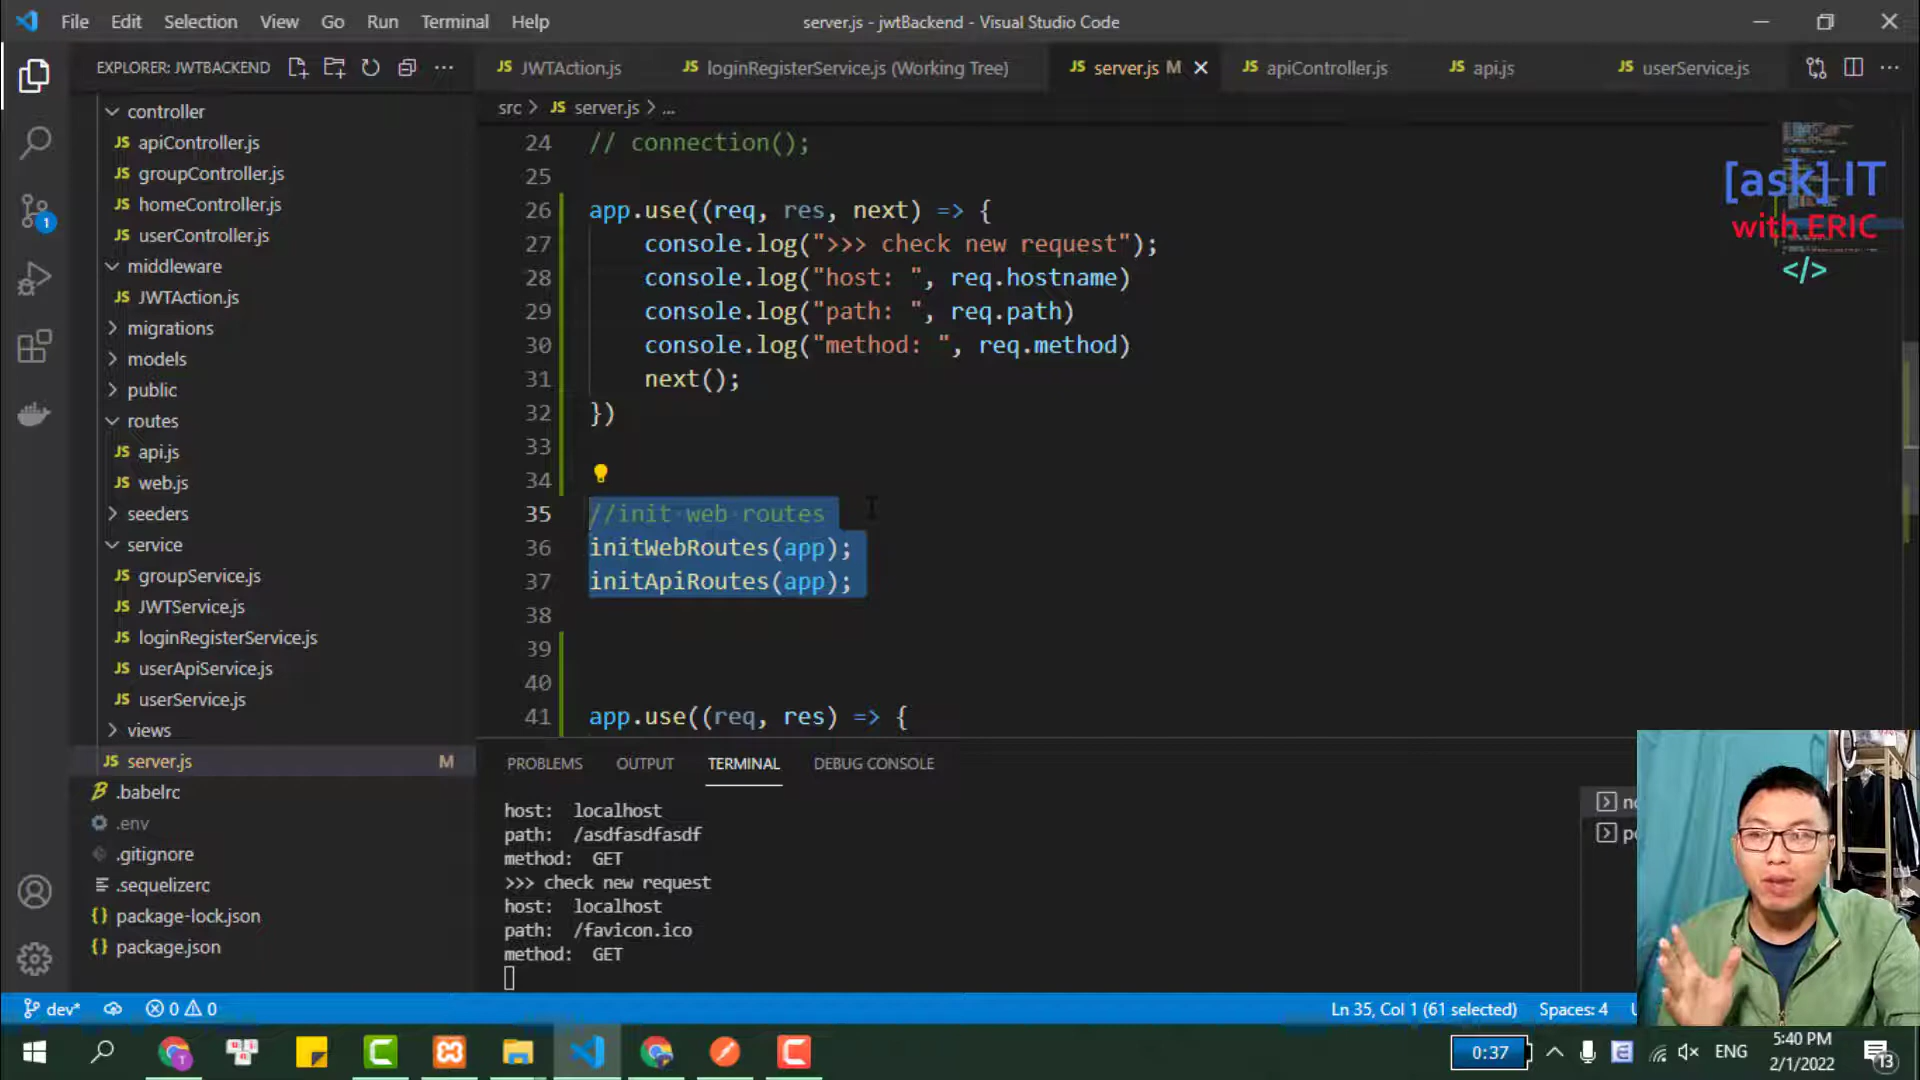 File Edit Selection View Go Run Terminal Help
server.js - jwtBackend - Visual Studio Code
EXPLORER: JWTBACKEND
JS JWTAction.js
JS loginRegisterService.js (Working Tree)
JS server.js M
JS apiController.js
JS api.js
JS userService.js
src > JS server.js > ...
controller
JS apiController.js
JS groupController.js
JS homeController.js
JS userController.js
middleware
JS JWTAction.js
migrations
models
public
routes
JS api.js
JS web.js
seeders
service
JS groupService.js
JS JWTService.js
JS loginRegisterService.js
JS userApiService.js
JS userService.js
views
JS server.js M
.babelrc
.env
.gitignore
.sequelizerc
{} package-lock.json
{} package.json
1
24 // connection();
25
26 app.use((req, res, next) => {
27 console.log(">>> check new request");
28 console.log("host: ", req.hostname)
29 console.log("path: ", req.path)
30 console.log("method: ", req.method)
31 next();
32 })
33
34
35 //init web routes
36 initWebRoutes(app);
37 initApiRoutes(app);
38
39
40
41 app.use((req, res) => {
[ask] IT
with ERIC
</>
PROBLEMS OUTPUT TERMINAL DEBUG CONSOLE
host: localhost
path: /asdfasdfasdf
method: GET
>>> check new request
host: localhost
path: /favicon.ico
method: GET
dev* 0 0
Ln 35, Col 1 (61 selected) Spaces: 4
0:37
ENG
5:40 PM
2/1/2022
13